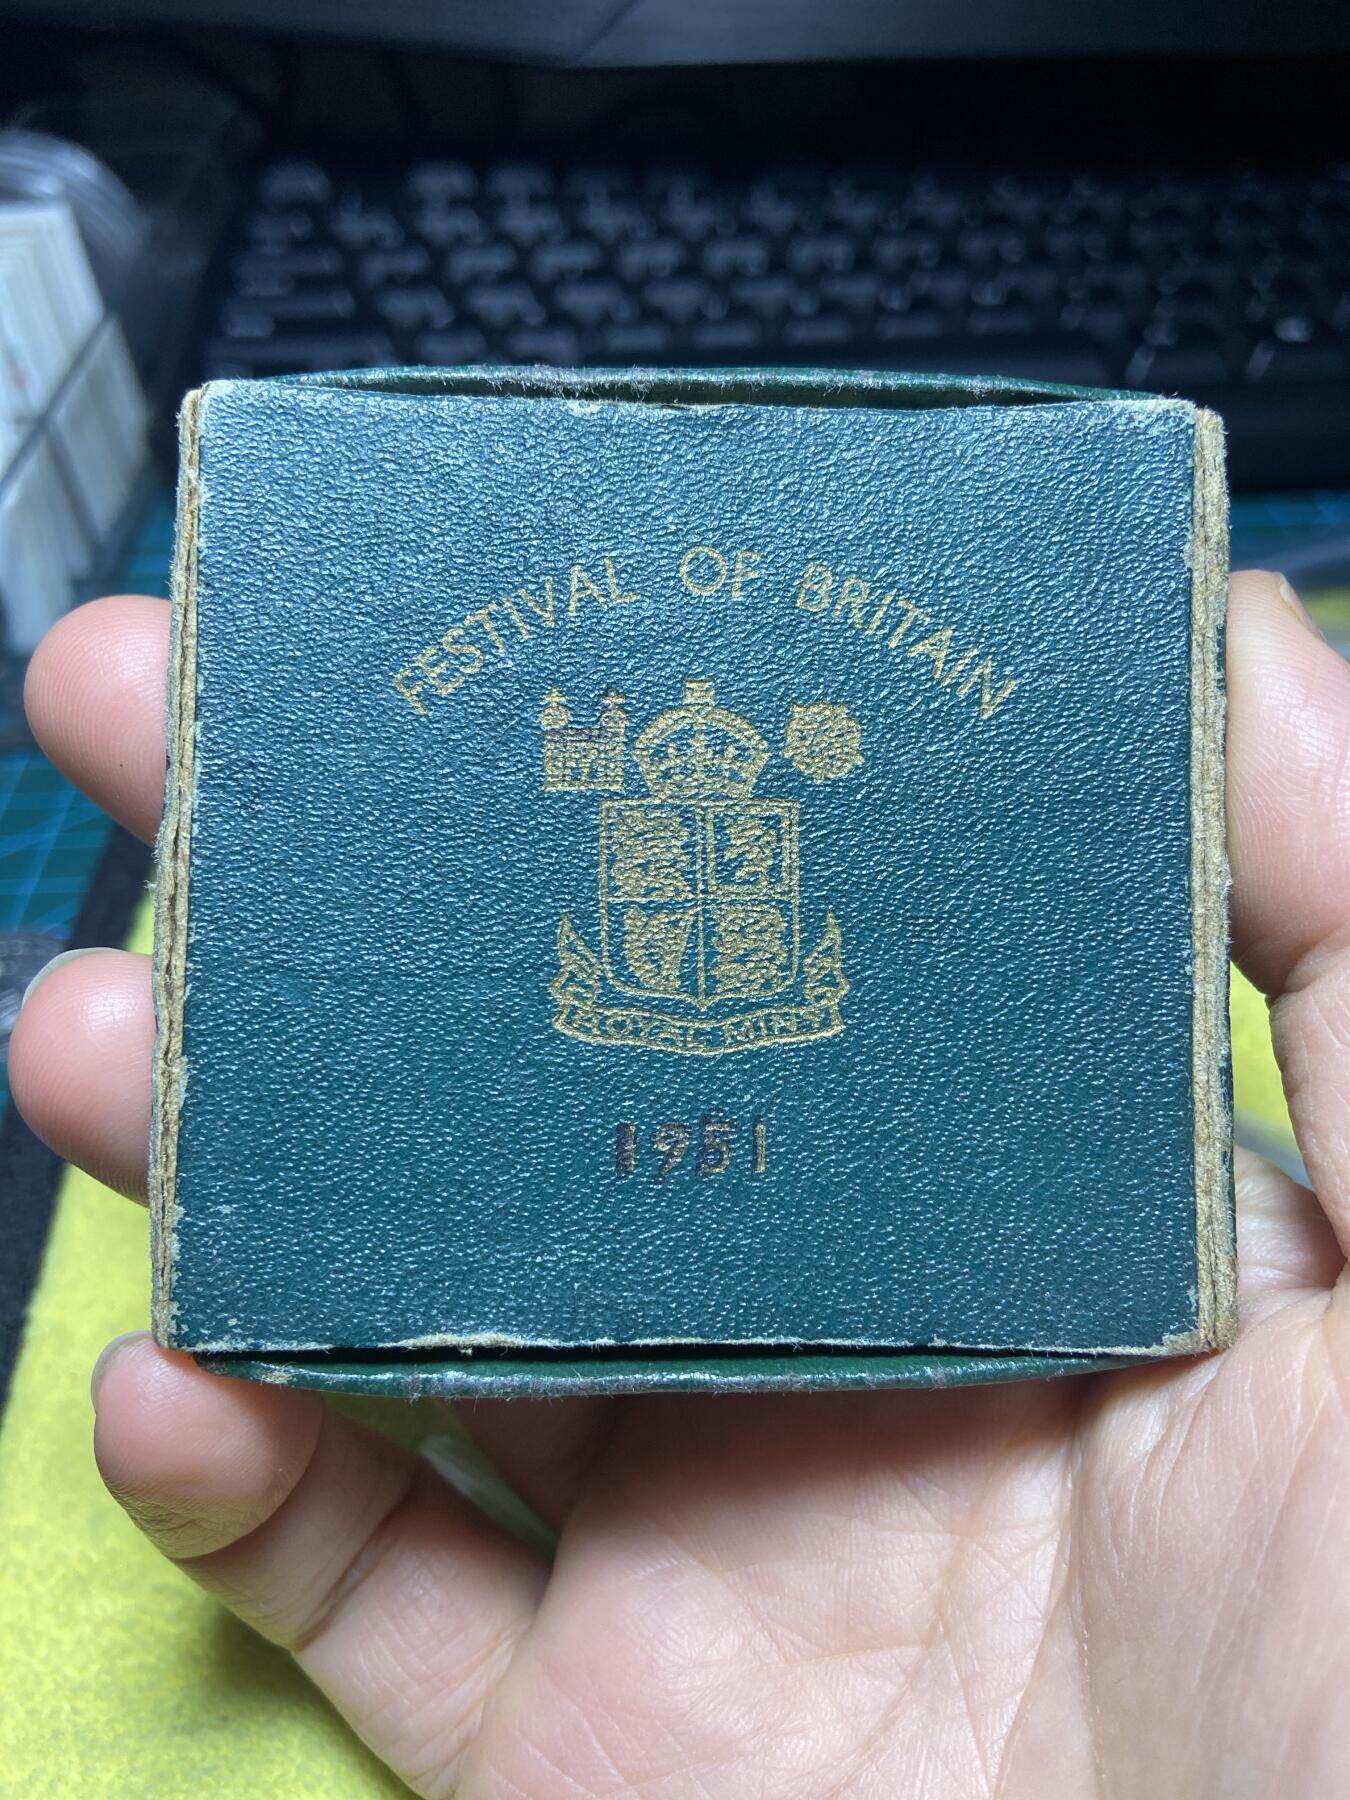 FESTIVAL OF BRITAIN
ROYAL MINT
1951